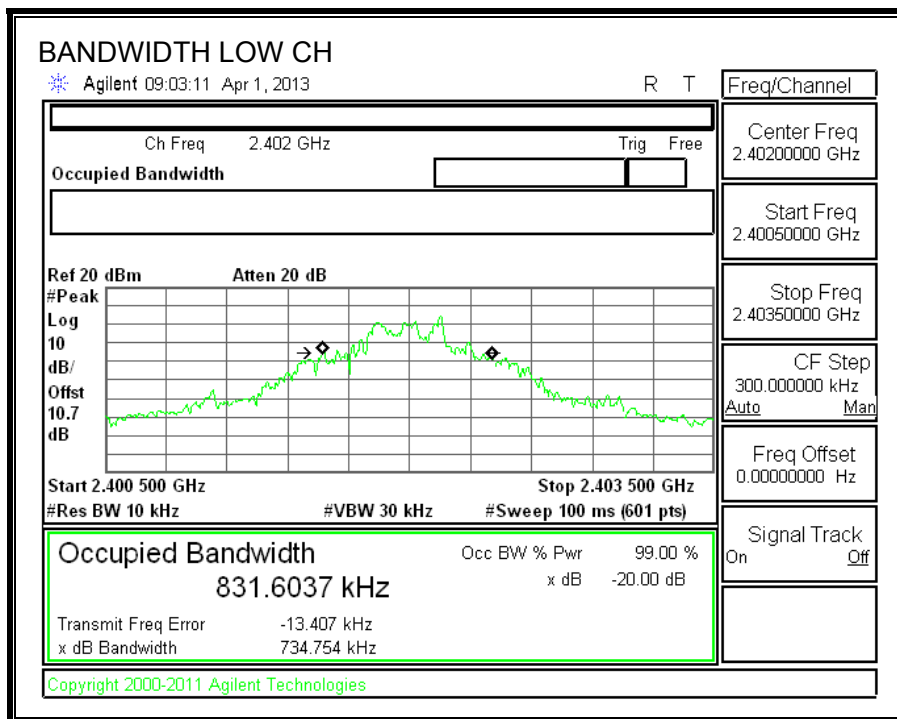 BANDWIDTH LOW CH
Agilent 09:03:11 Apr 1, 2013 R T
Freq/Channel
Ch Freq 2.402 GHz Trig Free
Occupied Bandwidth
Center Freq
2.40200000 GHz
Start Freq
2.40050000 GHz
Stop Freq
2.40350000 GHz
CF Step
300.000000 kHz
Auto Man
Freq Offset
0.00000000 Hz
Signal Track
On Off
Ref 20 dBm Atten 20 dB
#Peak
Log
10
dB/
Offst
10.7
dB
Start 2.400 500 GHz Stop 2.403 500 GHz
#Res BW 10 kHz #VBW 30 kHz #Sweep 100 ms (601 pts)
Occupied Bandwidth Occ BW % Pwr 99.00 %
831.6037 kHz x dB -20.00 dB
Transmit Freq Error -13.407 kHz
x dB Bandwidth 734.754 kHz
Copyright 2000-2011 Agilent Technologies